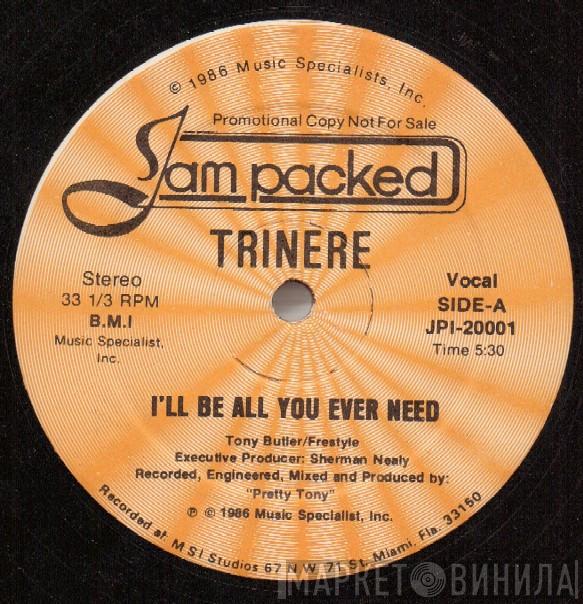 © 1986 Music Specialists, Inc.
Promotional Copy Not For Sale
Jam packed
TRINÈRE
Stereo
33 1/3 RPM
B.M.I
Music Specialist,
Inc.
Vocal
SIDE-A
JPI-20001
Time 5:30
I'LL BE ALL YOU EVER NEED
Tony Butler/Frestyle
Executive Producer: Sherman Nealy
Recorded, Engineered, Mixed and Produced by:
"Pretty Tony"
℗ © 1986 Music Specialist, Inc.
Recorded at: M S I Studios 67 N W 71 St. Miami, Fla. 33150
МАРКЕТ ВИНИЛА